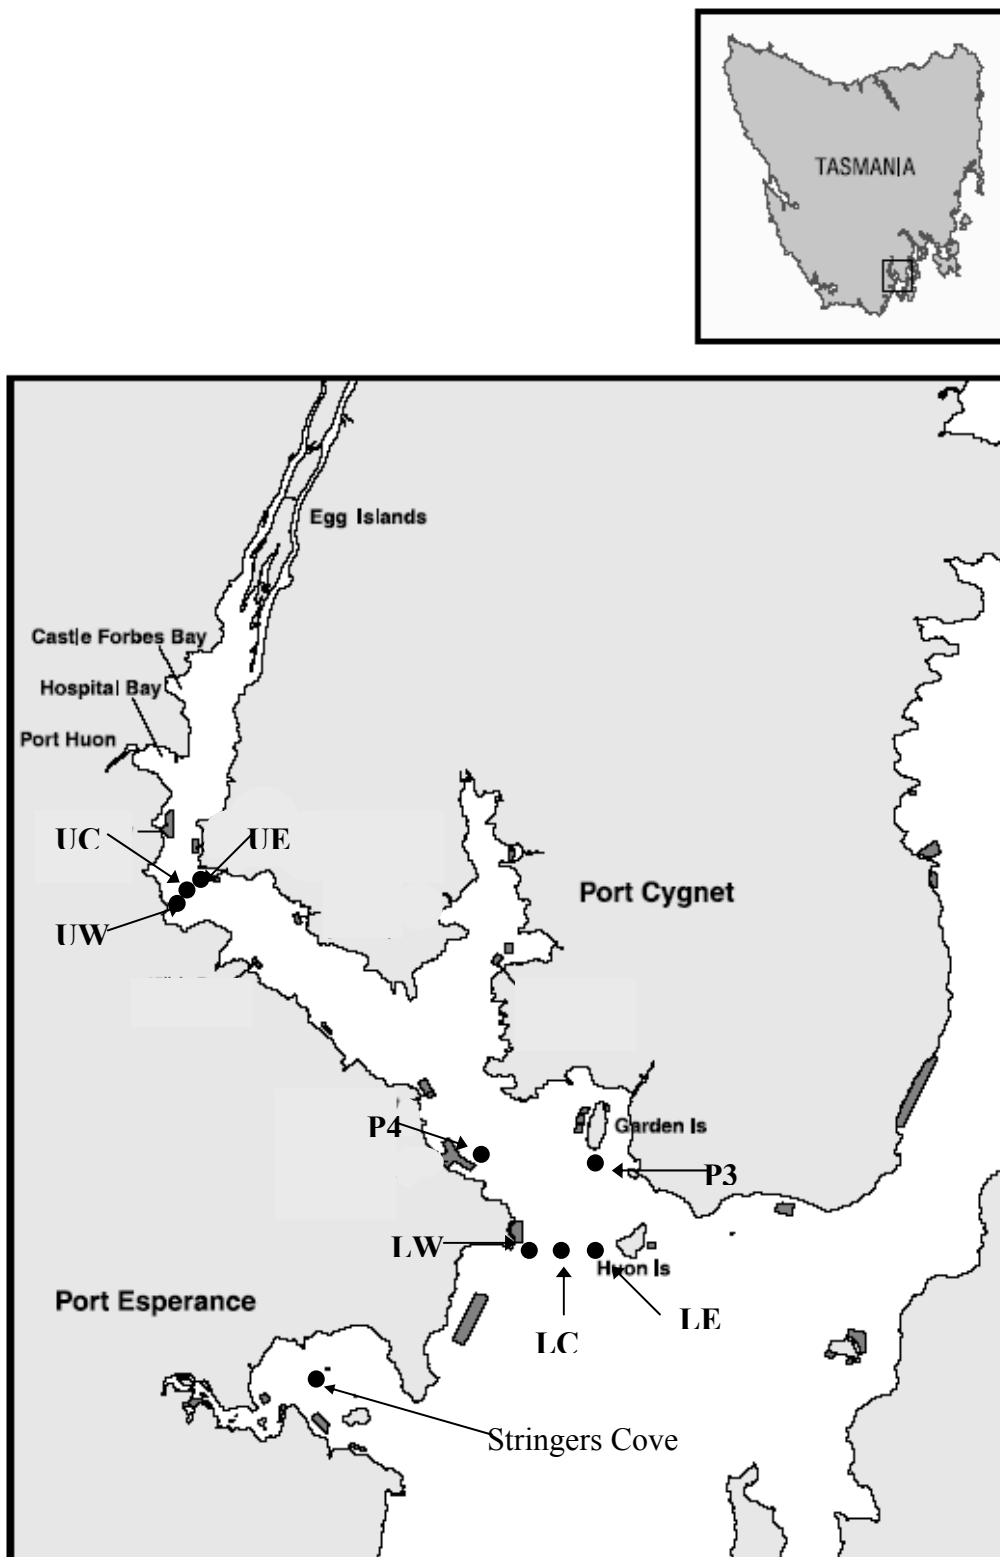 TASMANIA
Egg Islands
Castle Forbes Bay
Hospital Bay
Port Huon
UC
UE
Port Cygnet
UW
P4
Garden Is
P3
LW
Huon Is
Port Esperance
LE
LC
Stringers Cove